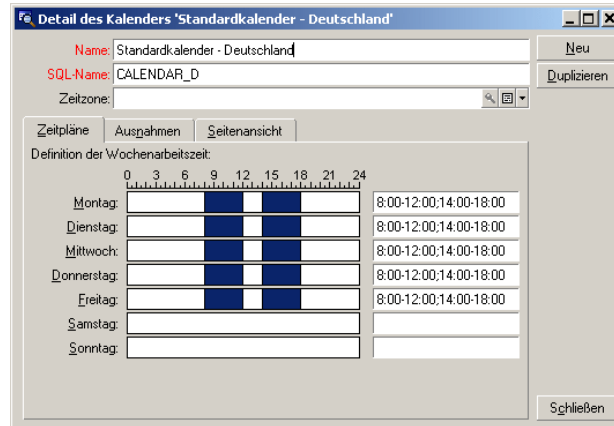 Detail des Kalenders 'Standardkalender - Deutschland'
Name: Standardkalender - Deutschland
Neu
SQL-Name: CALENDAR_D
Duplizieren
Zeitzone:
Zeitpläne Ausnahmen Seitenansicht
Definition der Wochenarbeitszeit:
0 3 6 9 12 15 18 21 24
Montag: 8:00-12:00;14:00-18:00
Dienstag: 8:00-12:00;14:00-18:00
Mittwoch: 8:00-12:00;14:00-18:00
Donnerstag: 8:00-12:00;14:00-18:00
Freitag: 8:00-12:00;14:00-18:00
Samstag:
Sonntag:
Schließen